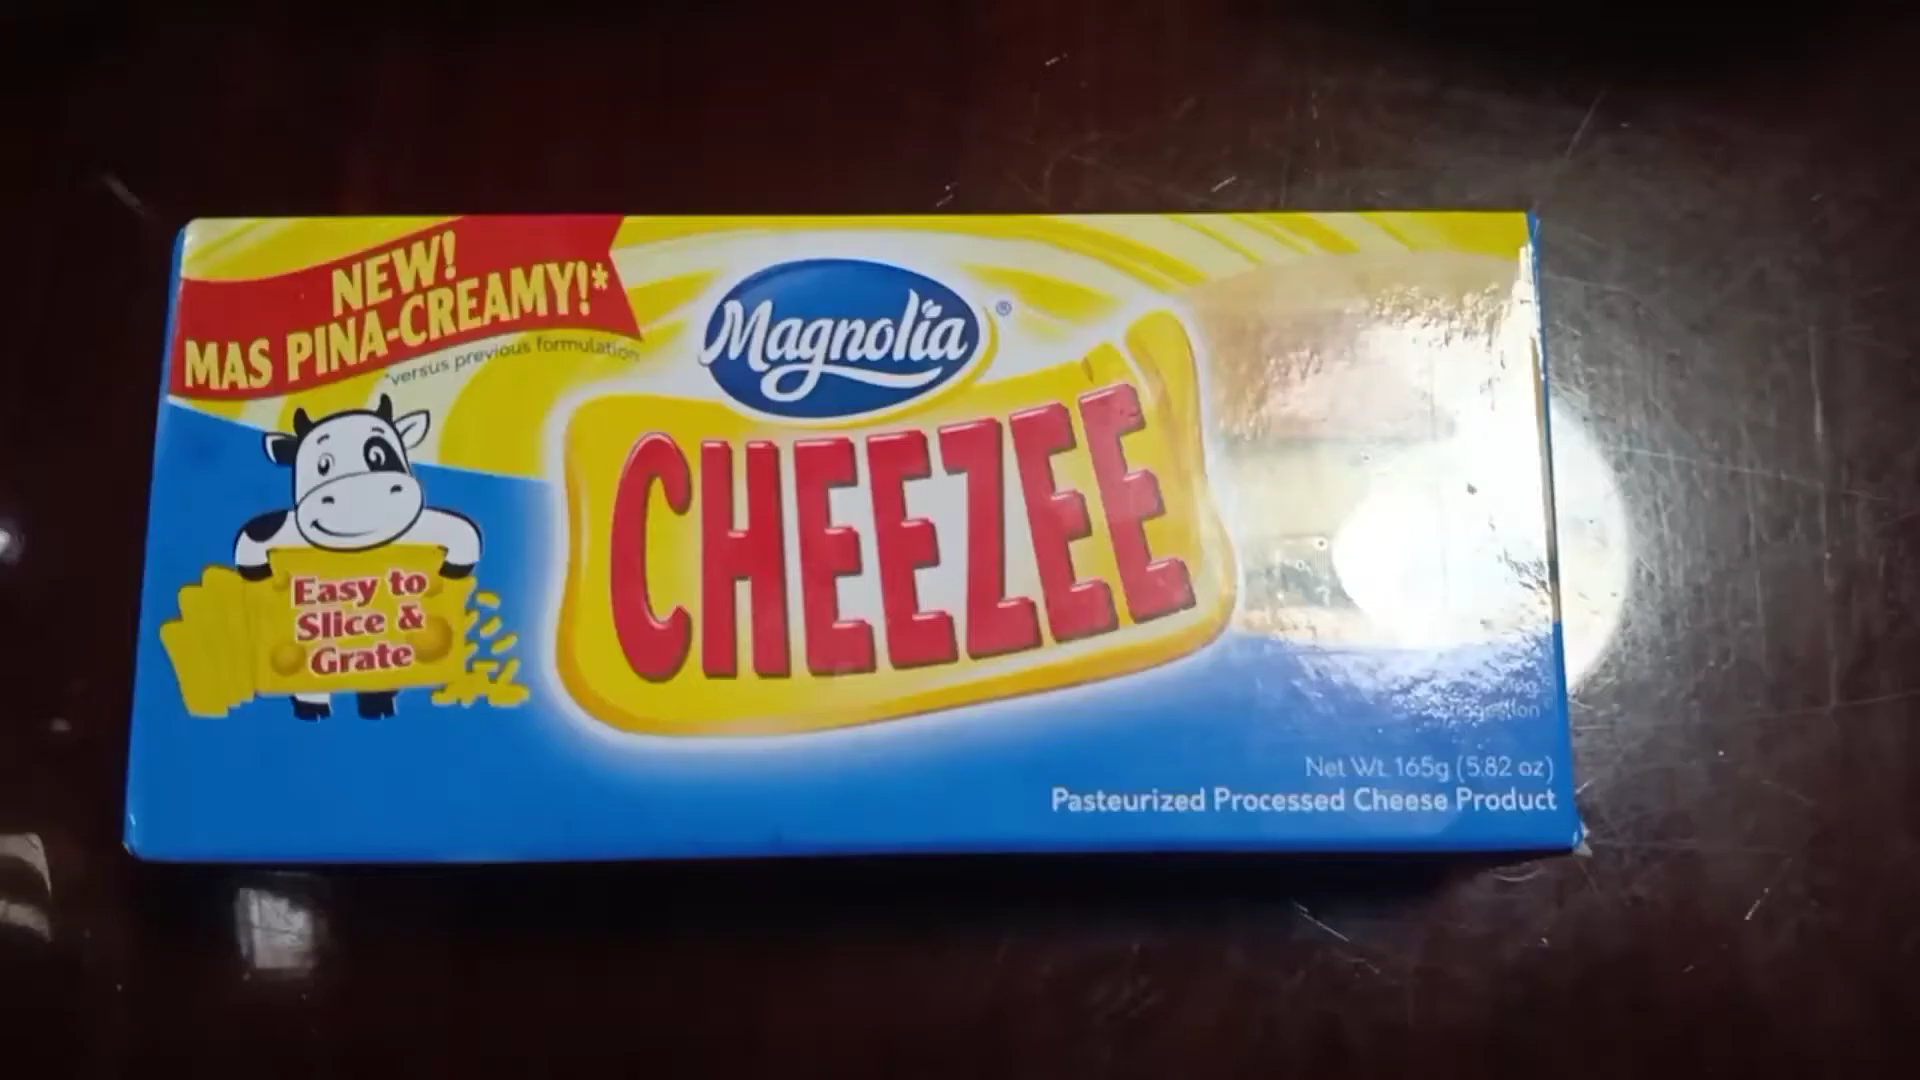 NEW!
MAS PINA-CREAMY!*
*versus previous formulation
Magnolia®
CHEEZEE
Easy to
Slice &
Grate
Net Wt. 165g (5.82 oz)
Pasteurized Processed Cheese Product